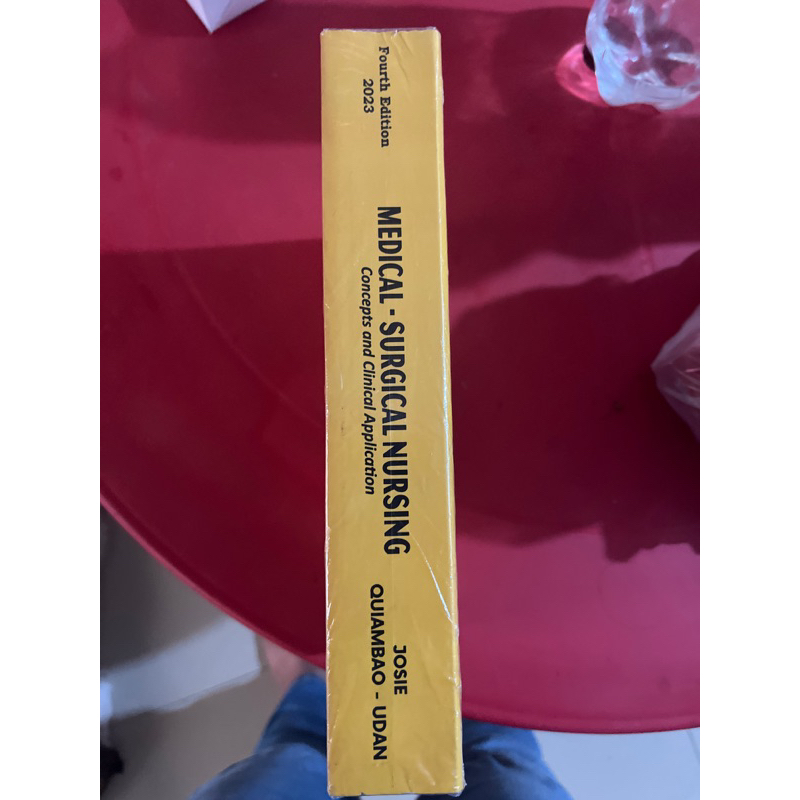 Fourth Edition
2023
MEDICAL - SURGICAL NURSING
Concepts and Clinical Application
JOSIE
QUIAMBAO - UDAN